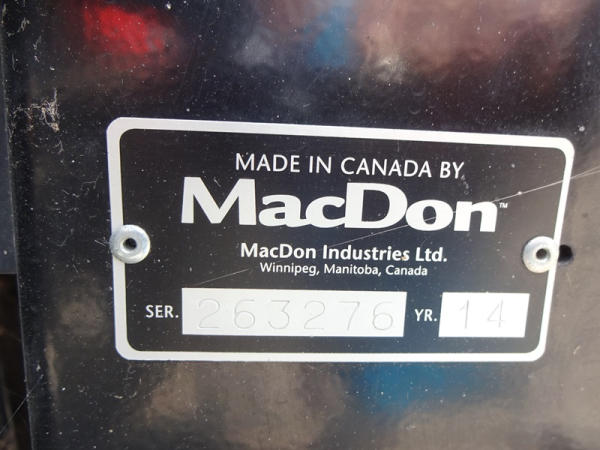 MADE IN CANADA BY
MacDon™
MacDon Industries Ltd.
Winnipeg, Manitoba, Canada
SER. 263276 YR. 14